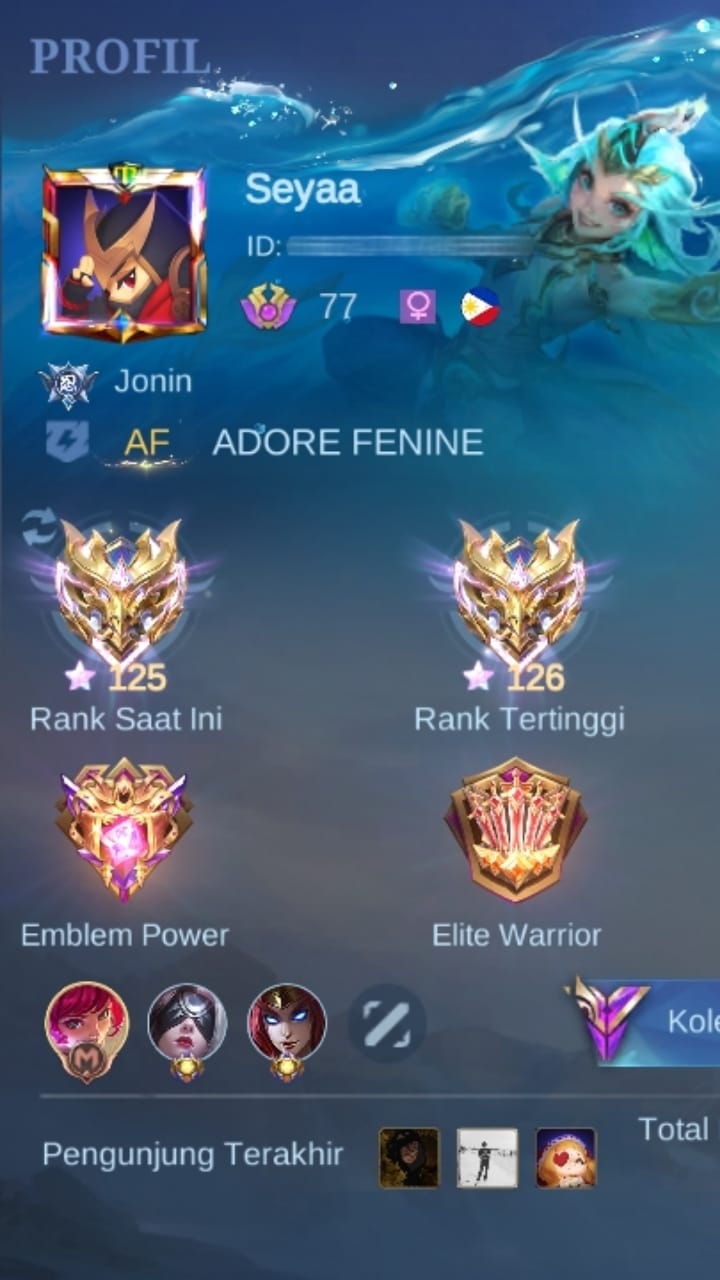 PROFIL
Seyaa
ID:
77
Jonin
AF ADORE FENINE
125 126
Rank Saat Ini Rank Tertinggi
Emblem Power Elite Warrior
M
Kole
Total
Pengunjung Terakhir